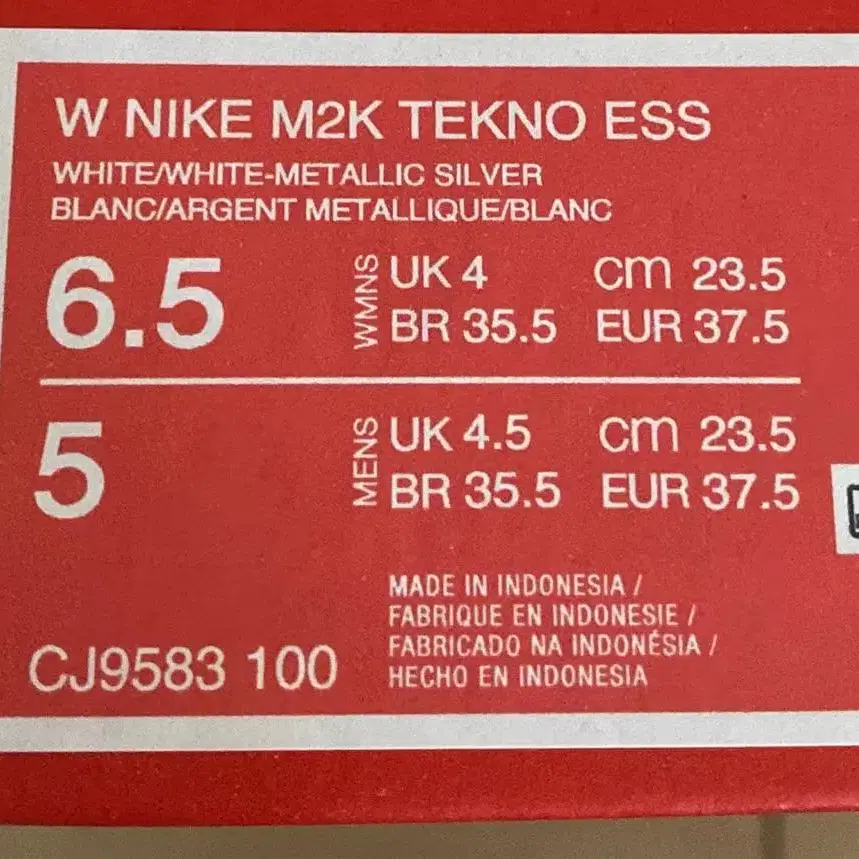 W NIKE M2K TEKNO ESS
WHITE/WHITE-METALLIC SILVER
BLANC/ARGENT METALLIQUE/BLANC
6.5 WMNS UK 4 cm 23.5
BR 35.5 EUR 37.5
5 MENS UK 4.5 cm 23.5
BR 35.5 EUR 37.5
MADE IN INDONESIA /
FABRIQUE EN INDONESIE /
FABRICADO NA INDONÉSIA /
HECHO EN INDONESIA
CJ9583 100